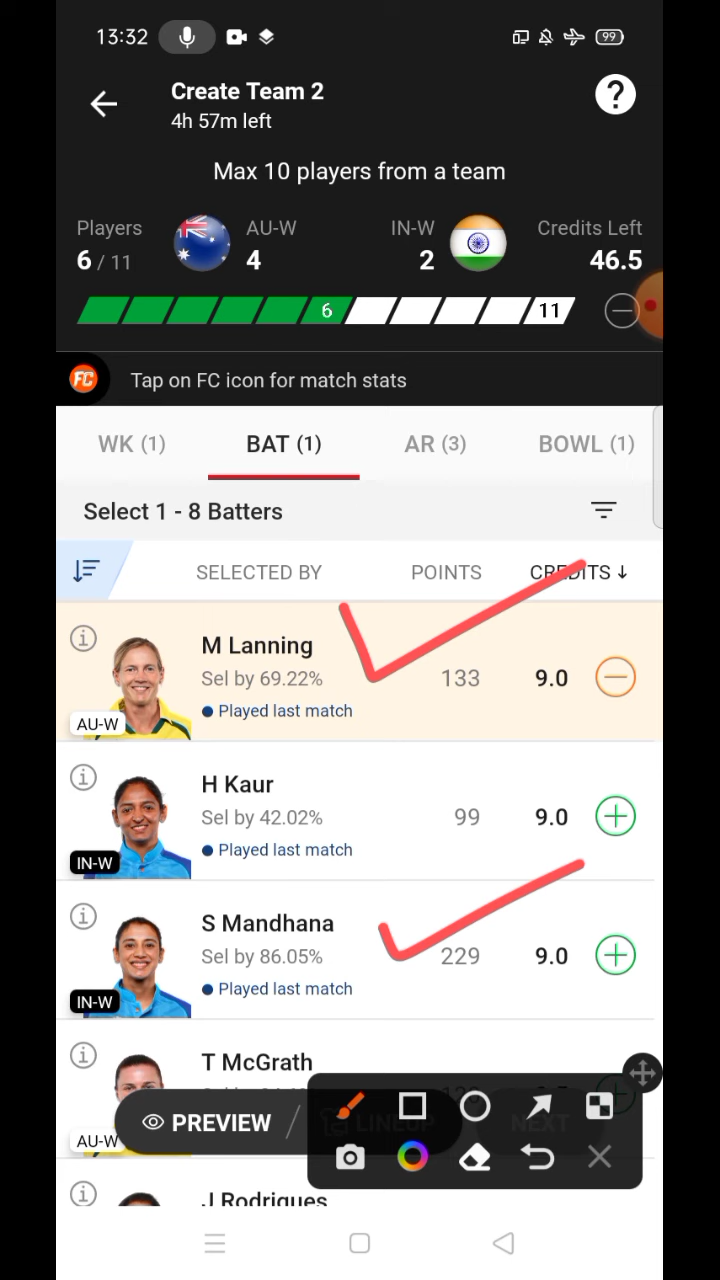 13:32
99
Create Team 2
4h 57m left
?
Max 10 players from a team
Players
AU-W
IN-W
Credits Left
6 / 11
4
2
46.5
6
11
FC
Tap on FC icon for match stats
WK (1)
BAT (1)
AR (3)
BOWL (1)
Select 1 - 8 Batters
SELECTED BY
POINTS
CREDITS ↓
M Lanning
Sel by 69.22%
133
9.0
Played last match
AU-W
H Kaur
Sel by 42.02%
99
9.0
Played last match
IN-W
S Mandhana
Sel by 86.05%
229
9.0
Played last match
IN-W
T McGrath
AU-W
PREVIEW
LINEUP
NEXT
J Rodrigues